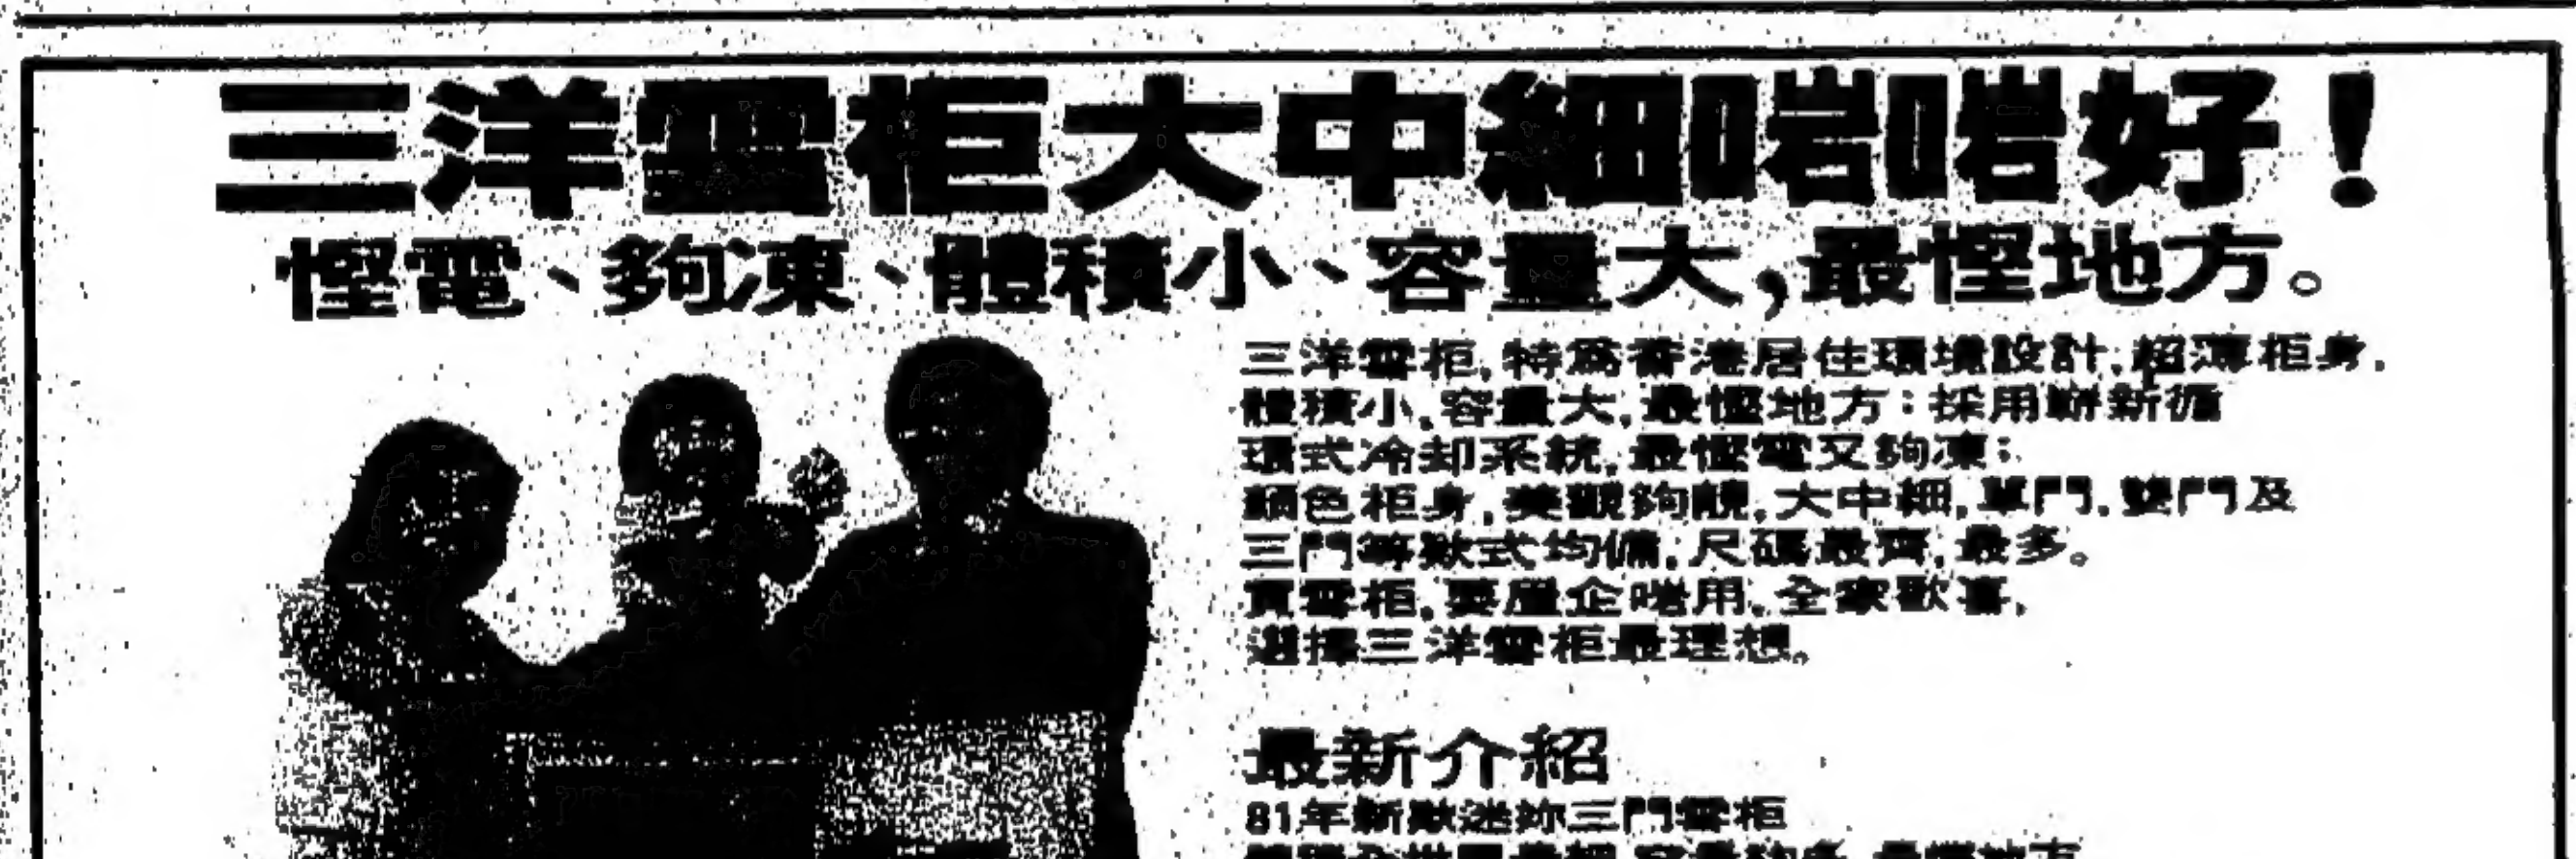 三洋雪柜大中細啱啱好！
慳電、夠凍、體積小、容量大，最慳地方。
三洋雪柜，特為香港居住環境設計，超薄柜身，
體積小，容量大，最慳地方；採用嶄新循
環式冷却系統，最慳電又夠凍；
顏色柜身，美觀夠靚，大中細，單門，雙門及
三門等欵式均備，尺碼最齊，最多。
買雪柜，要屋企啱用，全家歡喜，
選擇三洋雪柜最理想。
最新介紹
81年新欵迷妳三門雪柜